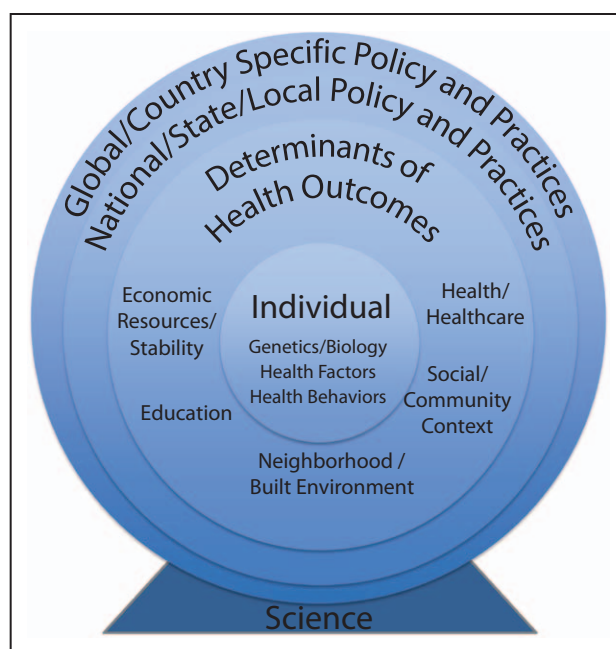 Global/Country Specific Policy and Practices
National/State/Local Policy and Practices
Determinants of
Health Outcomes
Individual
Genetics/Biology
Health Factors
Health Behaviors
Economic
Resources/
Stability
Health/
Healthcare
Education
Social/
Community
Context
Neighborhood /
Built Environment
Science